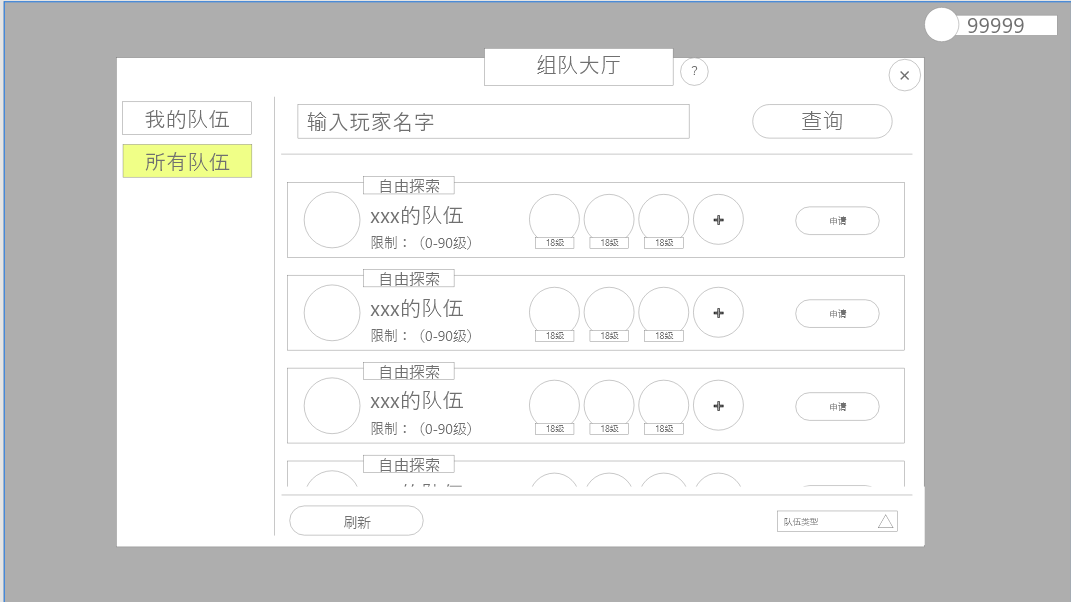 99999
组队大厅
?
我的队伍
所有队伍
输入玩家名字
查询
自由探索
xxx的队伍
限制：（0-90级）
18级 18级 18级
申请
自由探索
xxx的队伍
限制：（0-90级）
18级 18级 18级
申请
自由探索
xxx的队伍
限制：（0-90级）
18级 18级 18级
申请
自由探索
刷新
队伍类型